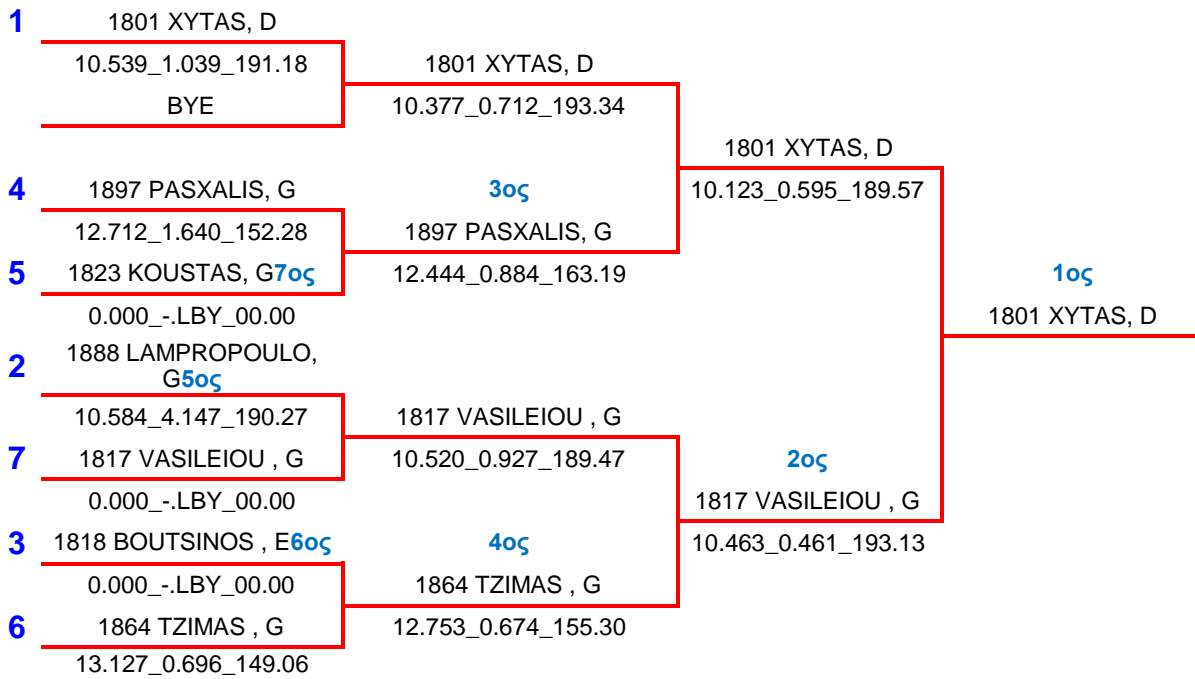 1 1801 XYTAS, D
10.539_1.039_191.18
BYE
4 1897 PASXALIS, G
12.712_1.640_152.28
5 1823 KOUSTAS, G7ος
0.000_-.LBY_00.00
2 1888 LAMPROPOULO,
G5ος
10.584_4.147_190.27
7 1817 VASILEIOU , G
0.000_-.LBY_00.00
3 1818 BOUTSINOS , E6ος
0.000_-.LBY_00.00
6 1864 TZIMAS , G
13.127_0.696_149.06
1801 XYTAS, D
10.377_0.712_193.34
3ος
1897 PASXALIS, G
12.444_0.884_163.19
1817 VASILEIOU , G
10.520_0.927_189.47
4ος
1864 TZIMAS , G
12.753_0.674_155.30
1801 XYTAS, D
10.123_0.595_189.57
2ος
1817 VASILEIOU , G
10.463_0.461_193.13
1ος
1801 XYTAS, D